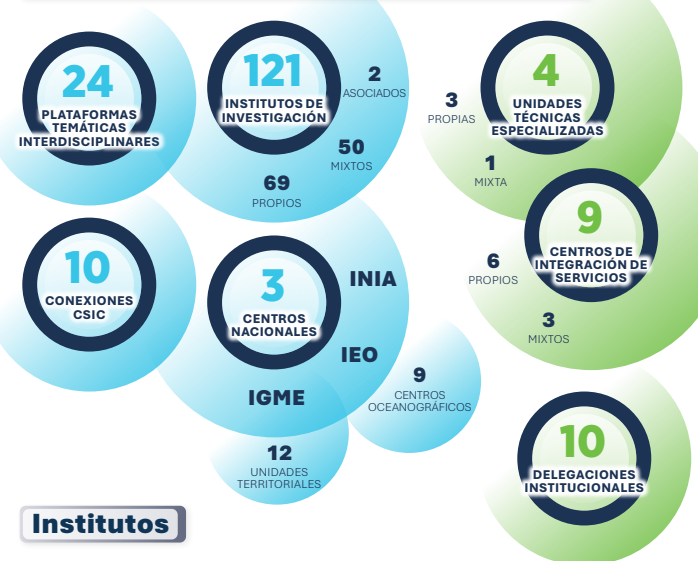 24
PLATAFORMAS
TEMÁTICAS
INTERDISCIPLINARES
121
INSTITUTOS DE
INVESTIGACIÓN
2
ASOCIADOS
50
MIXTOS
69
PROPIOS
4
UNIDADES
TÉCNICAS
ESPECIALIZADAS
3
PROPIAS
1
MIXTA
9
CENTROS DE
INTEGRACIÓN DE
SERVICIOS
6
PROPIOS
3
MIXTOS
10
CONEXIONES
CSIC
3
CENTROS
NACIONALES
INIA
IEO
IGME
9
CENTROS
OCEANOGRÁFICOS
12
UNIDADES
TERRITORIALES
10
DELEGACIONES
INSTITUCIONALES
Institutos